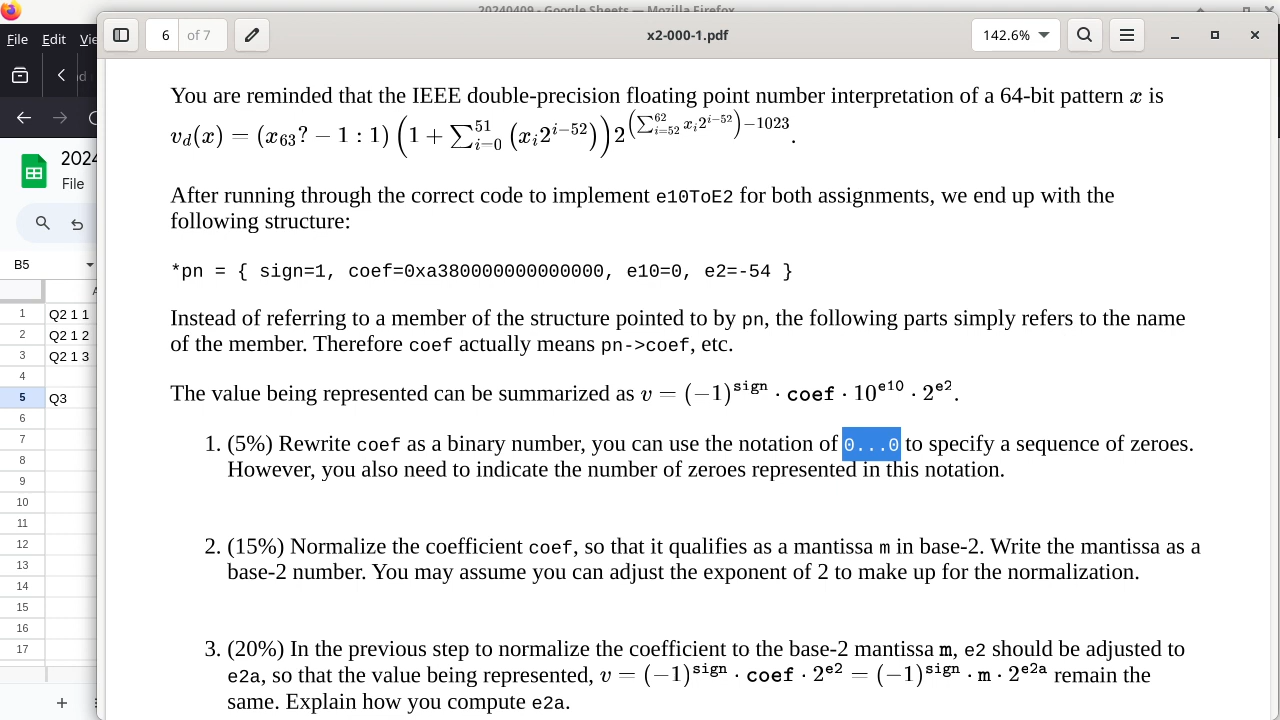 20240409 - Google Sheets — Mozilla Firefox
File Edit
6 of 7
x2-000-1.pdf
142.6%
2024
File
B5
1 Q2 1 1
2 Q2 1 2
3 Q2 1 3
4
5 Q3
6
7
8
9
10
11
12
13
14
15
16
17
You are reminded that the IEEE double-precision floating point number interpretation of a 64-bit pattern x is
v_d(x) = (x_63? − 1 : 1) (1 + ∑_{i−0}^{51} (x_i 2^{i−52})) 2^{(∑_{i=52}^{62} x_i 2^{i−52})−1023}.
After running through the correct code to implement e10ToE2 for both assignments, we end up with the
following structure:
*pn = { sign=1, coef=0xa380000000000000, e10=0, e2=-54 }
Instead of referring to a member of the structure pointed to by pn, the following parts simply refers to the name
of the member. Therefore coef actually means pn->coef, etc.
The value being represented can be summarized as v = (−1)^sign · coef · 10^e10 · 2^e2.
1. (5%) Rewrite coef as a binary number, you can use the notation of 0...0 to specify a sequence of zeroes.
However, you also need to indicate the number of zeroes represented in this notation.
2. (15%) Normalize the coefficient coef, so that it qualifies as a mantissa m in base-2. Write the mantissa as a
base-2 number. You may assume you can adjust the exponent of 2 to make up for the normalization.
3. (20%) In the previous step to normalize the coefficient to the base-2 mantissa m, e2 should be adjusted to
e2a, so that the value being represented, v = (−1)^sign · coef · 2^e2 = (−1)^sign · m · 2^e2a remain the
same. Explain how you compute e2a.